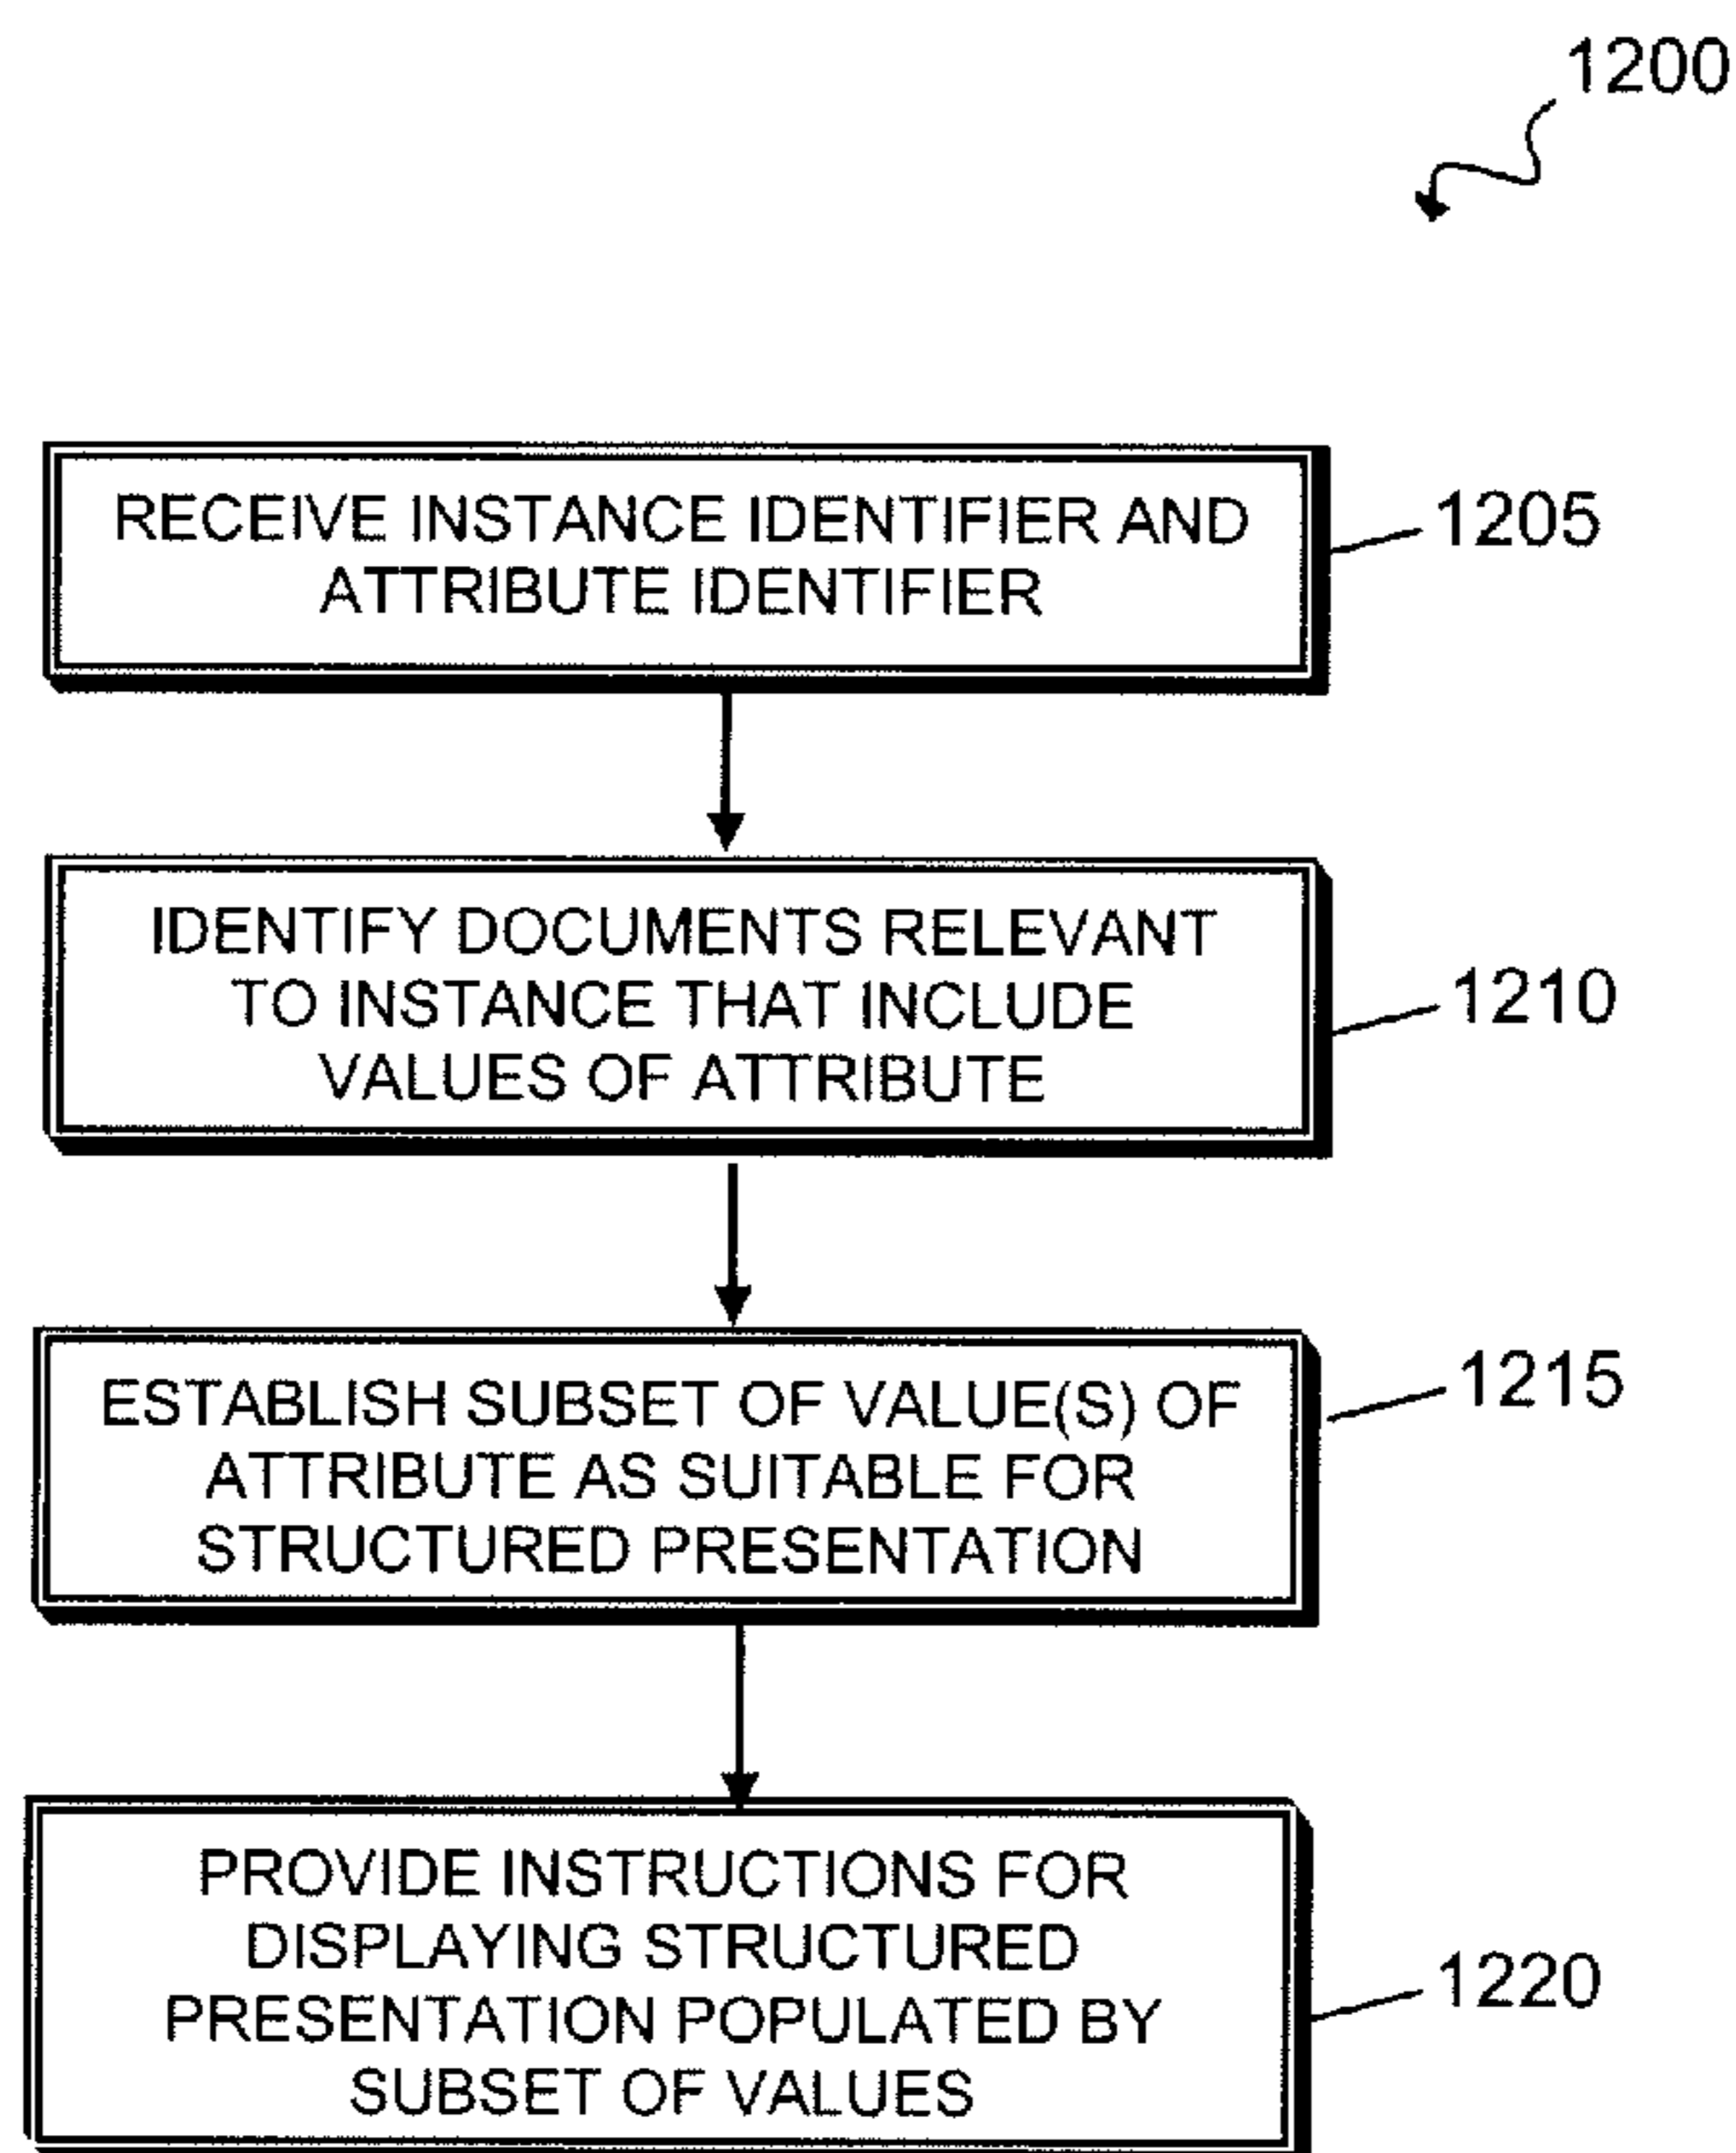 1200
RECEIVE INSTANCE IDENTIFIER AND
ATTRIBUTE IDENTIFIER
1205
IDENTIFY DOCUMENTS RELEVANT
TO INSTANCE THAT INCLUDE
VALUES OF ATTRIBUTE
1210
ESTABLISH SUBSET OF VALUE(S) OF
ATTRIBUTE AS SUITABLE FOR
STRUCTURED PRESENTATION
1215
PROVIDE INSTRUCTIONS FOR
DISPLAYING STRUCTURED
PRESENTATION POPULATED BY
SUBSET OF VALUES
1220